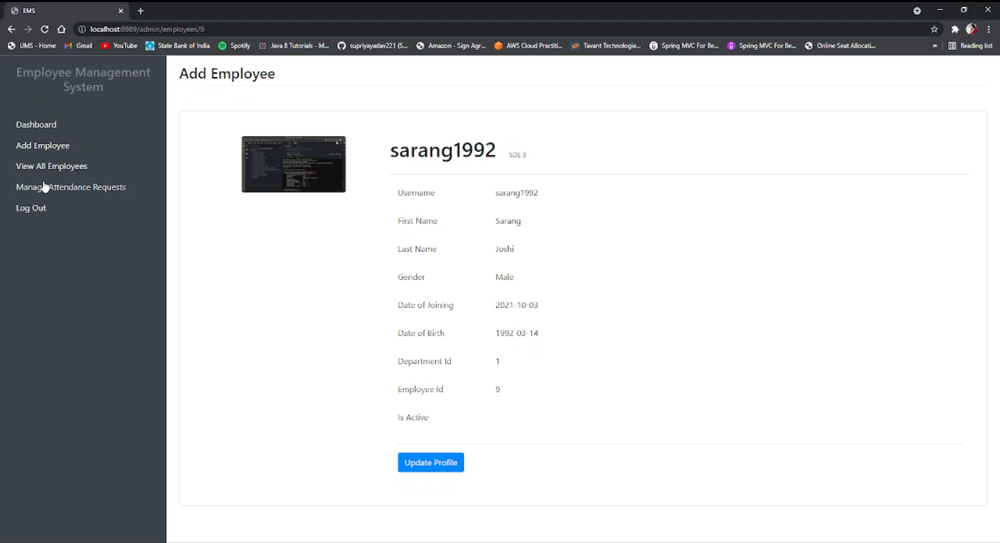 EMS
localhost:8989/admin/employees/9
UMS - Home
Gmail
YouTube
State Bank of India
Spotify
Java 8 Tutorials - M...
supriyayadav221 (S...
Amazon - Sign Agr...
AWS Cloud Practiti...
Tavant Technologie...
Spring MVC For Be...
Spring MVC For Be...
Online Seat Allocati...
»
Reading list
Employee Management
System
Dashboard
Add Employee
View All Employees
Manage Attendance Requests
Log Out
Add Employee
sarang1992 SDE 3
Username sarang1992
First Name Sarang
Last Name Joshi
Gender Male
Date of Joining 2021-10-03
Date of Birth 1992-03-14
Department Id 1
Employee Id 9
Is Active
Update Profile